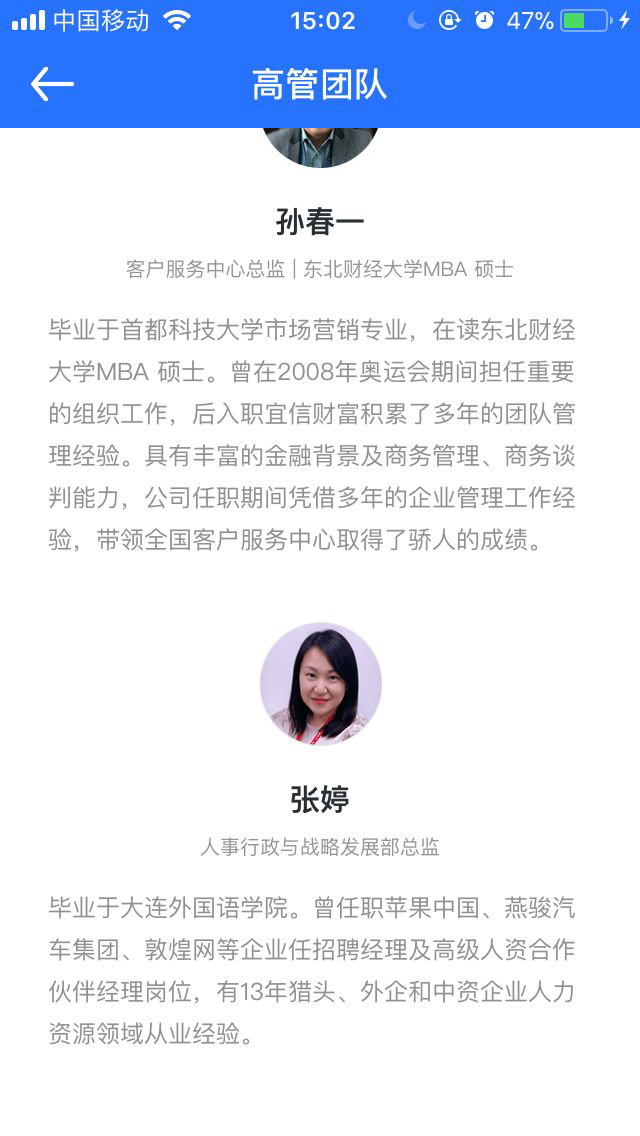 中国移动 15:02 47%
高管团队
孙春一
客户服务中心总监 | 东北财经大学MBA 硕士
毕业于首都科技大学市场营销专业，在读东北财经
大学MBA 硕士。曾在2008年奥运会期间担任重要
的组织工作，后入职宜信财富积累了多年的团队管
理经验。具有丰富的金融背景及商务管理、商务谈
判能力，公司任职期间凭借多年的企业管理工作经
验，带领全国客户服务中心取得了骄人的成绩。
张婷
人事行政与战略发展部总监
毕业于大连外国语学院。曾任职苹果中国、燕骏汽
车集团、敦煌网等企业任招聘经理及高级人资合作
伙伴经理岗位，有13年猎头、外企和中资企业人力
资源领域从业经验。